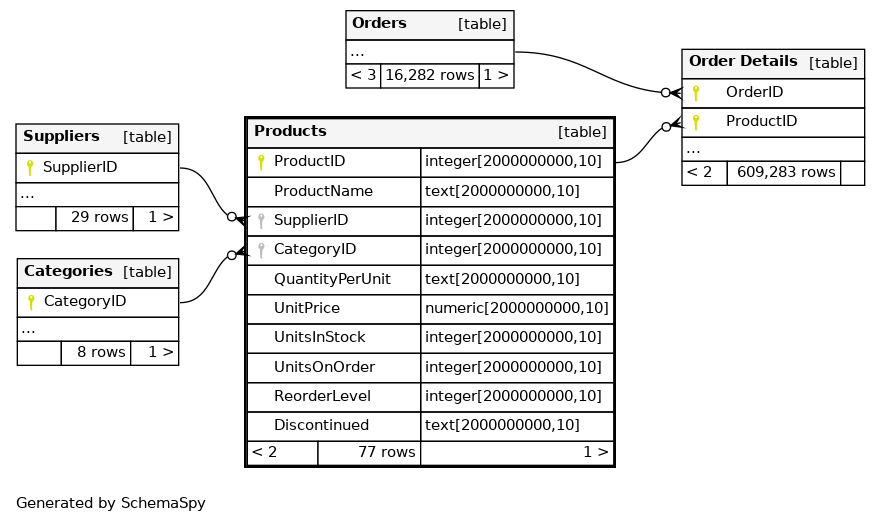 Orders [table]
...
< 3 16,282 rows 1 >
Order Details [table]
OrderID
ProductID
...
< 2 609,283 rows
Suppliers [table]
SupplierID
...
29 rows 1 >
Categories [table]
CategoryID
...
8 rows 1 >
Products [table]
ProductID integer[2000000000,10]
ProductName text[2000000000,10]
SupplierID integer[2000000000,10]
CategoryID integer[2000000000,10]
QuantityPerUnit text[2000000000,10]
UnitPrice numeric[2000000000,10]
UnitsInStock integer[2000000000,10]
UnitsOnOrder integer[2000000000,10]
ReorderLevel integer[2000000000,10]
Discontinued text[2000000000,10]
< 2 77 rows 1 >
Generated by SchemaSpy